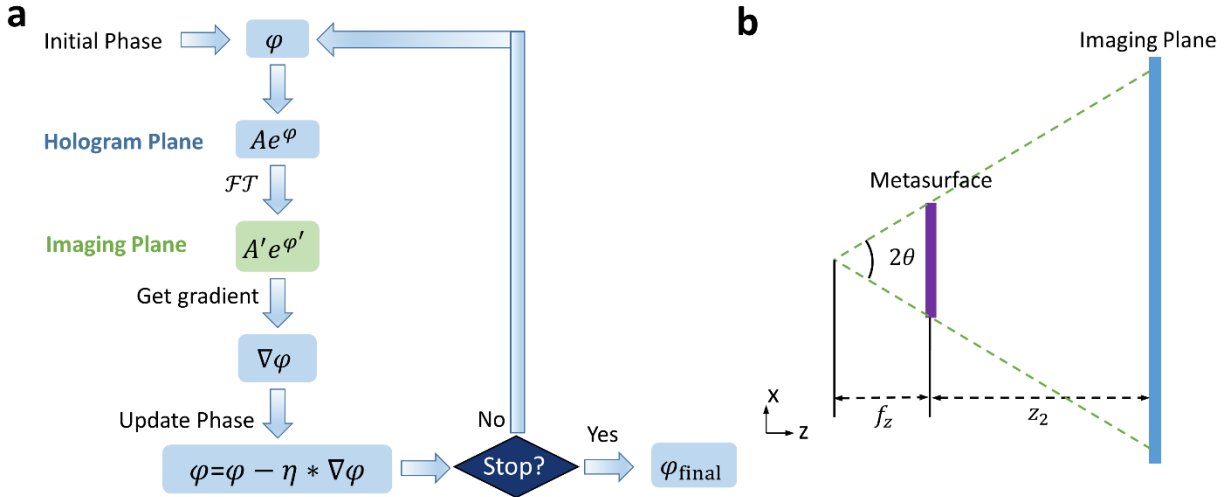 a
Initial Phase
φ
Hologram Plane
Ae^φ
ℱ𝒯
Imaging Plane
A′e^φ′
Get gradient
∇φ
Update Phase
φ=φ − η ∗ ∇φ
Stop?
No
Yes
φ_final
b
Imaging Plane
Metasurface
2θ
x
z
f_z
z_2